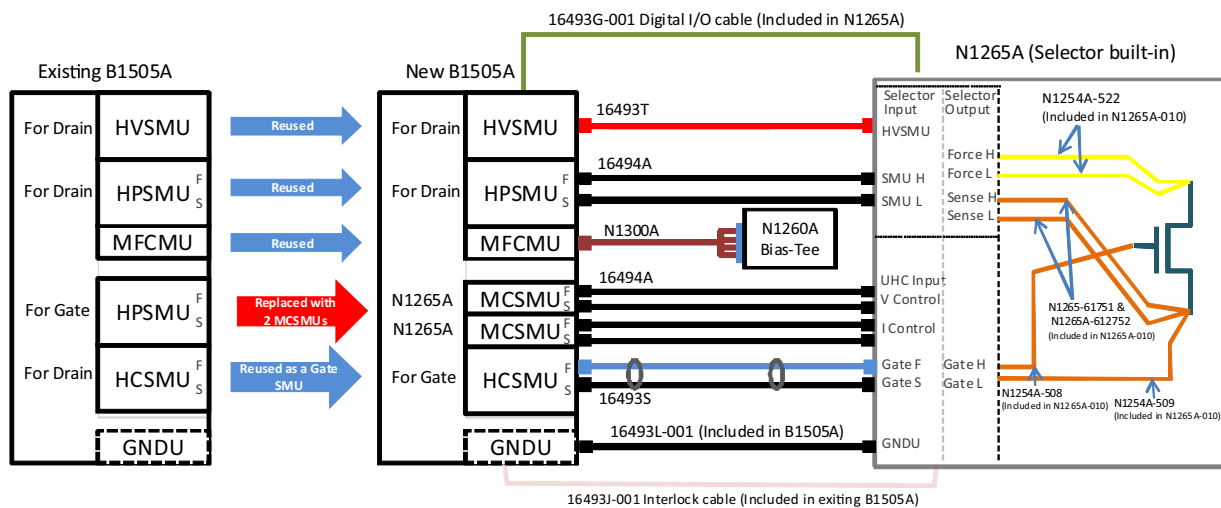 16493G-001 Digital I/O cable (Included in N1265A)
Existing B1505A
New B1505A
N1265A (Selector built-in)
For Drain
HVSMU
Reused
For Drain
HVSMU
16493T
Selector
Input
Selector
Output
HVSMU
N1254A-522
(Included in N1265A-010)
For Drain
HPSMU
F
S
Reused
For Drain
HPSMU
F
S
16494A
SMU H
SMU L
Force H
Force L
Sense H
Sense L
MFCMU
Reused
MFCMU
N1300A
N1260A
Bias-Tee
For Gate
HPSMU
F
S
Replaced with
2 MCSMUs
N1265A
MCSMU
F
S
N1265A
MCSMU
F
S
16494A
UHC Input
V Control
I Control
N1265-61751 &
N1265A-612752
(Included in N1265A-010)
For Drain
HCSMU
F
S
Reused as a Gate
SMU
For Gate
HCSMU
F
S
16493S
Gate F
Gate S
Gate H
Gate L
N1254A-508
(Included in N1265A-010)
N1254A-509
(Included in N1265A-010)
GNDU
GNDU
16493L-001 (Included in B1505A)
GNDU
16493J-001 Interlock cable (Included in exiting B1505A)